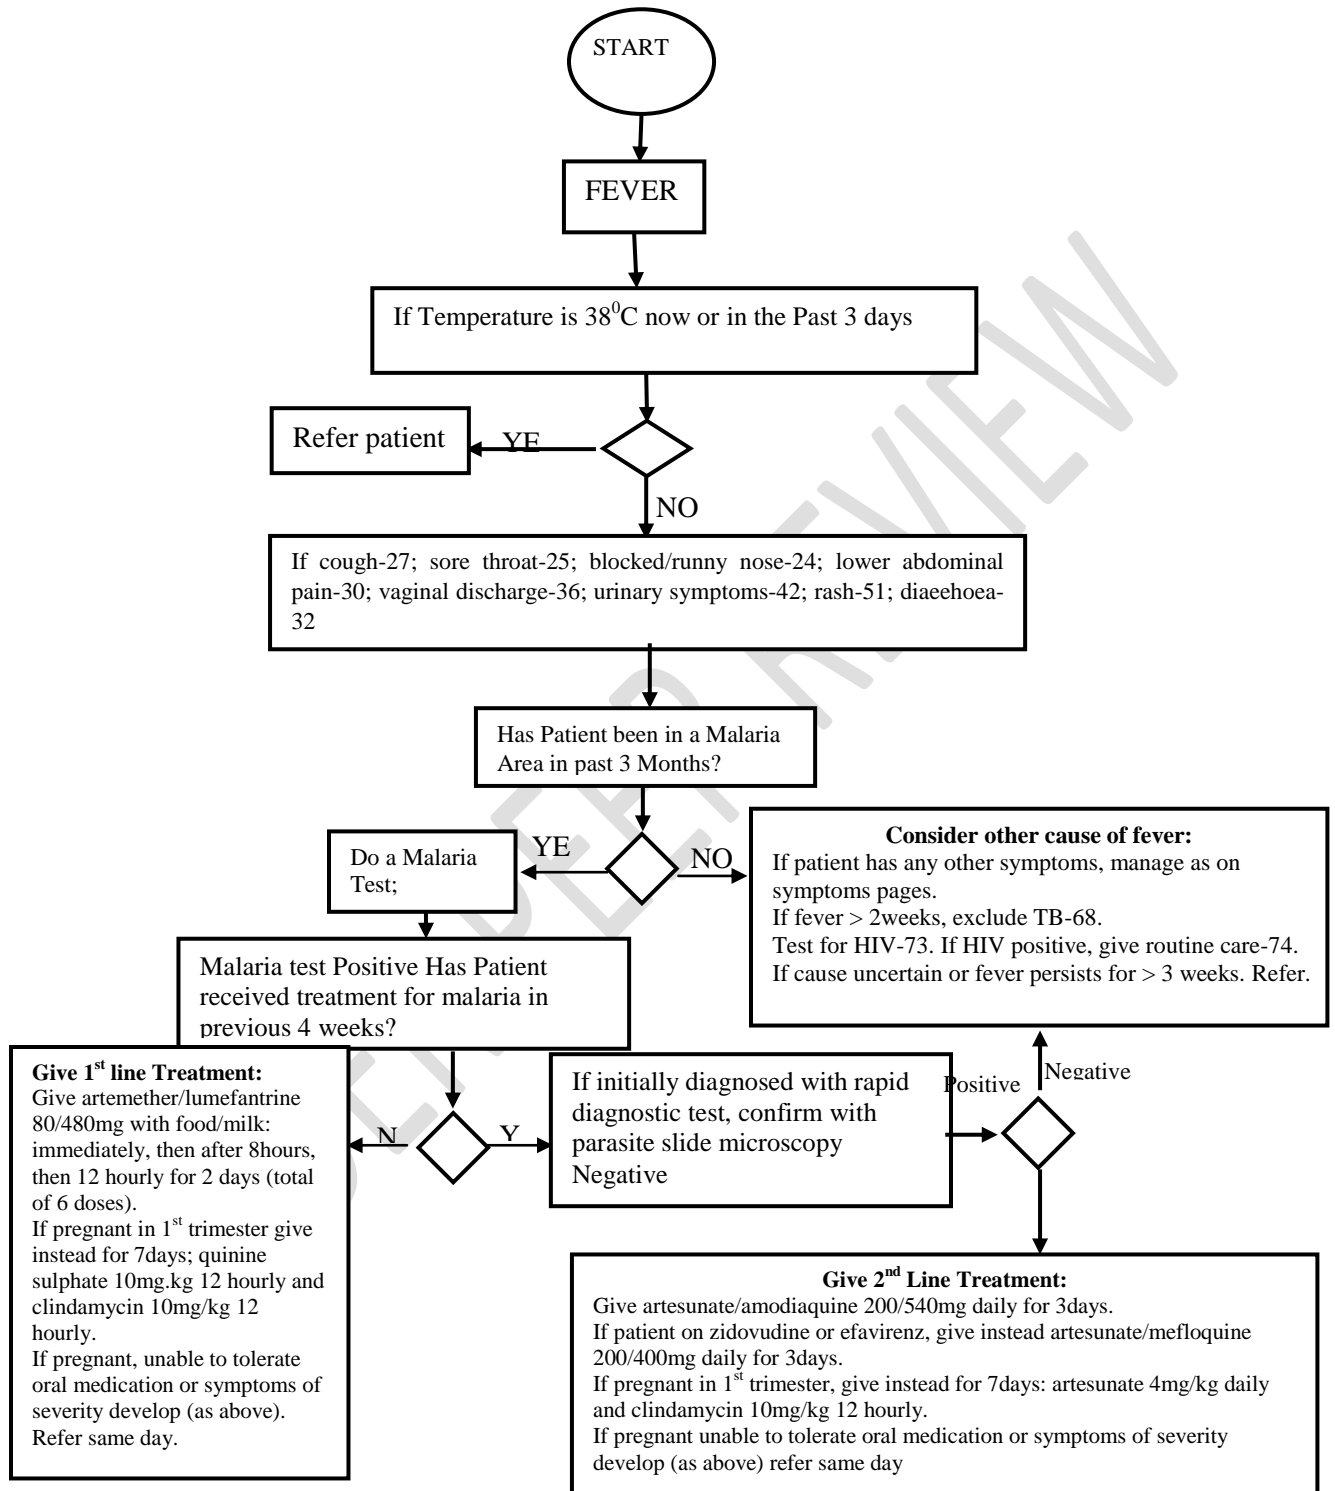 START
FEVER
If Temperature is 38⁰C now or in the Past 3 days
Refer patient
YE
NO
If cough-27; sore throat-25; blocked/runny nose-24; lower abdominal
pain-30; vaginal discharge-36; urinary symptoms-42; rash-51; diaeehoea-
32
Has Patient been in a Malaria
Area in past 3 Months?
Do a Malaria
Test;
YE
NO
Consider other cause of fever:
If patient has any other symptoms, manage as on
symptoms pages.
If fever > 2weeks, exclude TB-68.
Test for HIV-73. If HIV positive, give routine care-74.
If cause uncertain or fever persists for > 3 weeks. Refer.
Malaria test Positive Has Patient
received treatment for malaria in
previous 4 weeks?
Give 1st line Treatment:
Give artemether/lumefantrine
80/480mg with food/milk:
immediately, then after 8hours,
then 12 hourly for 2 days (total
of 6 doses).
If pregnant in 1st trimester give
instead for 7days; quinine
sulphate 10mg.kg 12 hourly and
clindamycin 10mg/kg 12
hourly.
If pregnant, unable to tolerate
oral medication or symptoms of
severity develop (as above).
Refer same day.
N
Y
If initially diagnosed with rapid
diagnostic test, confirm with
parasite slide microscopy
Negative
Positive
Negative
Give 2nd Line Treatment:
Give artesunate/amodiaquine 200/540mg daily for 3days.
If patient on zidovudine or efavirenz, give instead artesunate/mefloquine
200/400mg daily for 3days.
If pregnant in 1st trimester, give instead for 7days: artesunate 4mg/kg daily
and clindamycin 10mg/kg 12 hourly.
If pregnant unable to tolerate oral medication or symptoms of severity
develop (as above) refer same day
PEER REVIEW